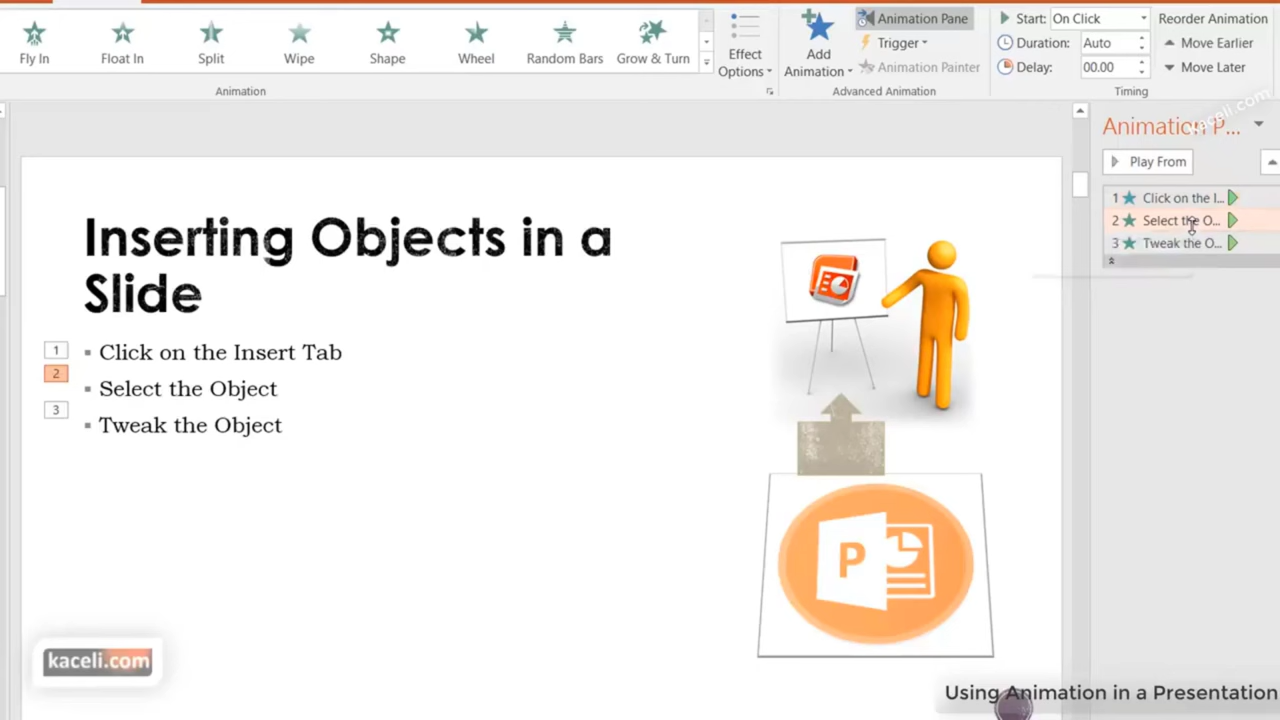 Fly In
Float In
Split
Wipe
Shape
Wheel
Random Bars
Grow & Turn
Effect
Options
Add
Animation
Animation Pane
Trigger
Animation Painter
Start: On Click
Duration: Auto
Delay: 00.00
Reorder Animation
Move Earlier
Move Later
Animation
Advanced Animation
Timing
kaceli.com
Animation P...
Play From
1 Click on the I...
2 Select the O...
3 Tweak the O...
Inserting Objects in a
Slide
1 ▪ Click on the Insert Tab
2 ▪ Select the Object
3 ▪ Tweak the Object
P
kaceli.com
Using Animation in a Presentation